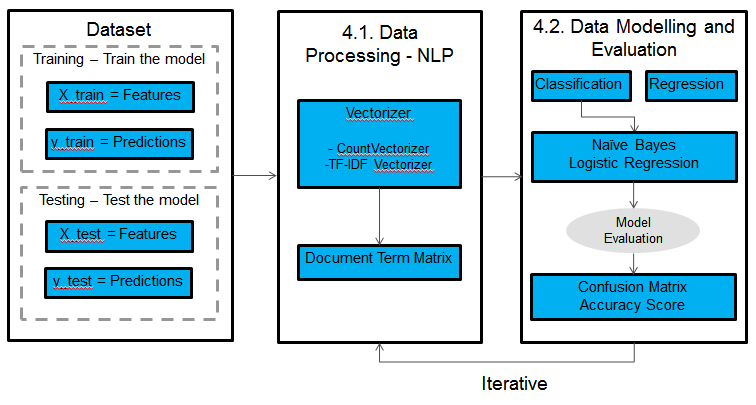 Dataset
Training – Train the model
X_train = Features
y_train = Predictions
Testing – Test the model
X_test = Features
y_test = Predictions
4.1. Data
Processing - NLP
Vectorizer
- CountVectorizer
-TF-IDF Vectorizer
Document Term Matrix
4.2. Data Modelling and
Evaluation
Classification
Regression
Naïve Bayes
Logistic Regression
Model
Evaluation
Confusion Matrix
Accuracy Score
Iterative